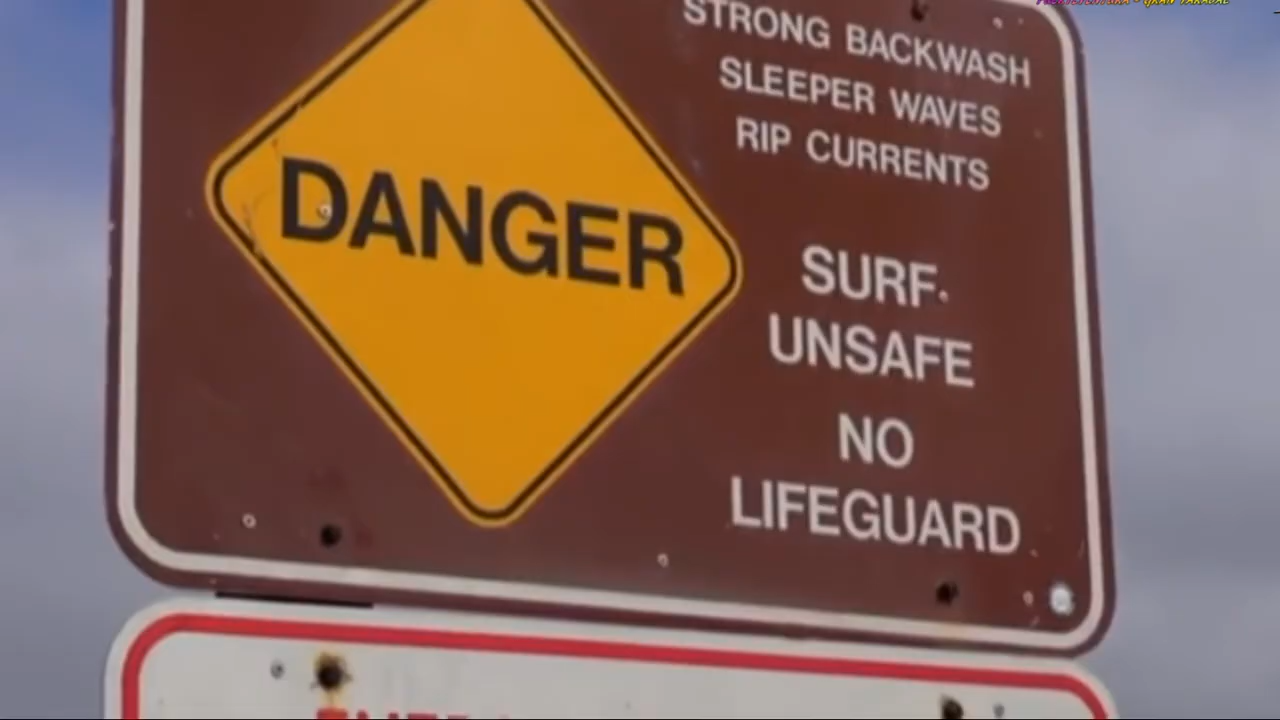 DANGER
STRONG BACKWASH
SLEEPER WAVES
RIP CURRENTS
SURF
UNSAFE
NO
LIFEGUARD